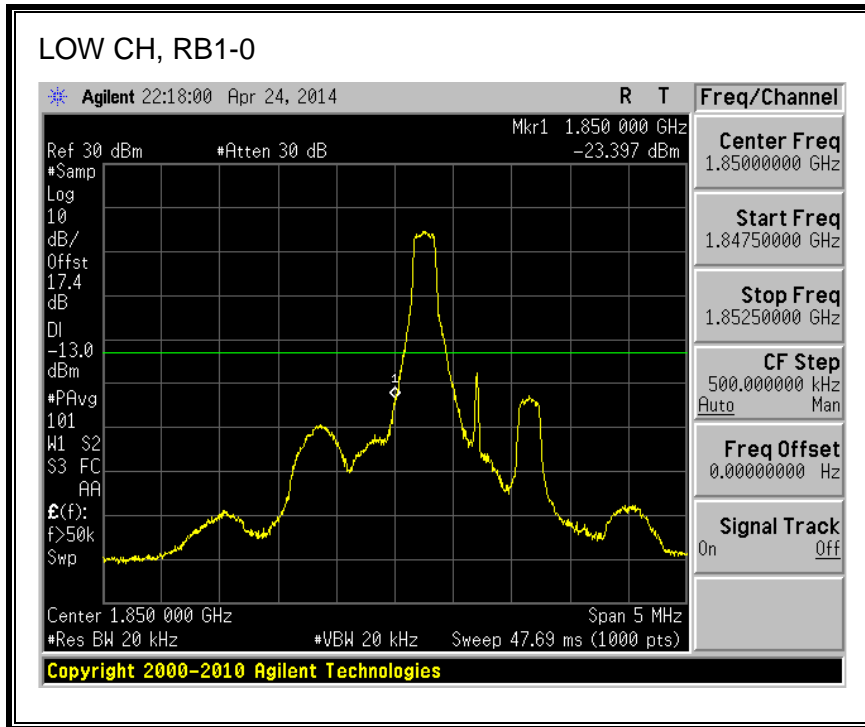 LOW CH, RB1-0
Agilent 22:18:00 Apr 24, 2014 R T
Mkr1 1.850 000 GHz
Ref 30 dBm #Atten 30 dB -23.397 dBm
#Samp
Log
10
dB/
Offst
17.4
dB
DI
-13.0
dBm
#PAvg
101
W1 S2
S3 FC
AA
£(f):
f>50k
Swp
1
Center 1.850 000 GHz Span 5 MHz
#Res BW 20 kHz #VBW 20 kHz Sweep 47.69 ms (1000 pts)
Freq/Channel
Center Freq
1.85000000 GHz
Start Freq
1.84750000 GHz
Stop Freq
1.85250000 GHz
CF Step
500.000000 kHz
Auto Man
Freq Offset
0.00000000 Hz
Signal Track
On Off
Copyright 2000-2010 Agilent Technologies